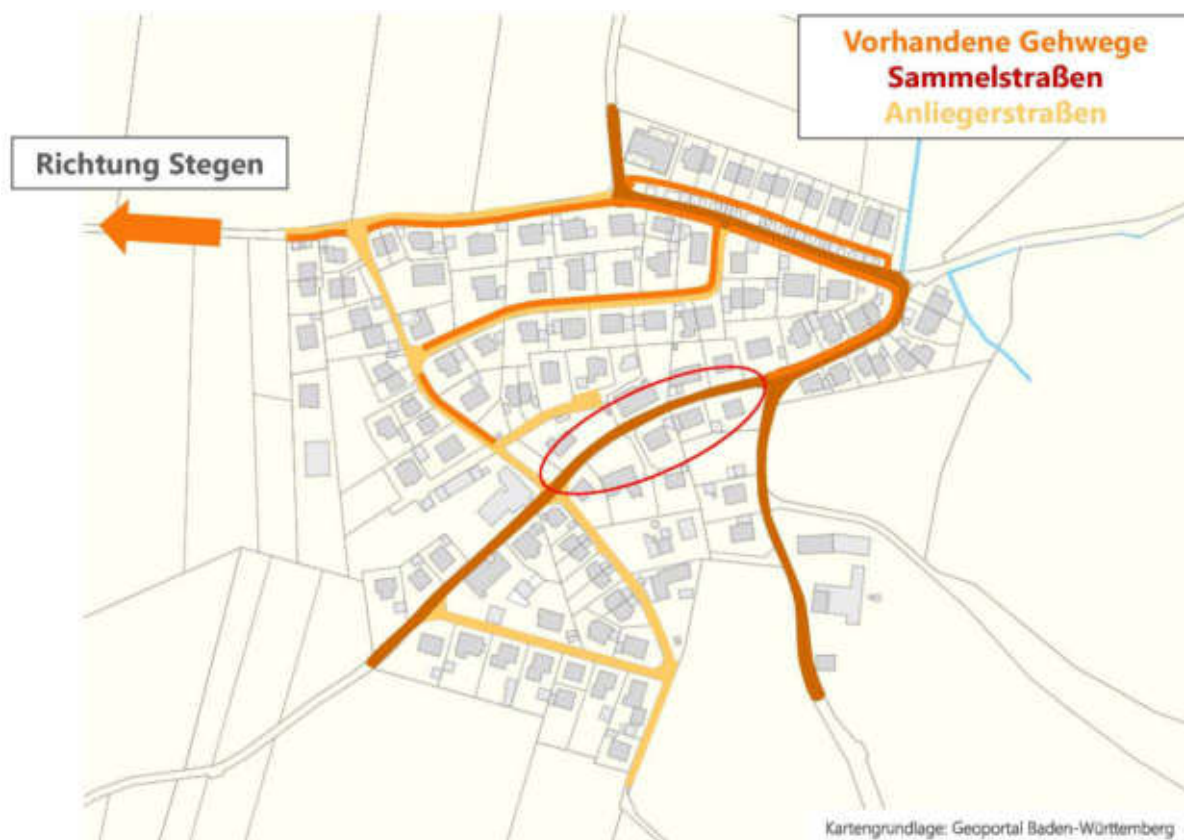 Vorhandene Gehwege
Sammelstraßen
Anliegerstraßen
Richtung Stegen
Kartengrundlage: Geoportal Baden-Württemberg